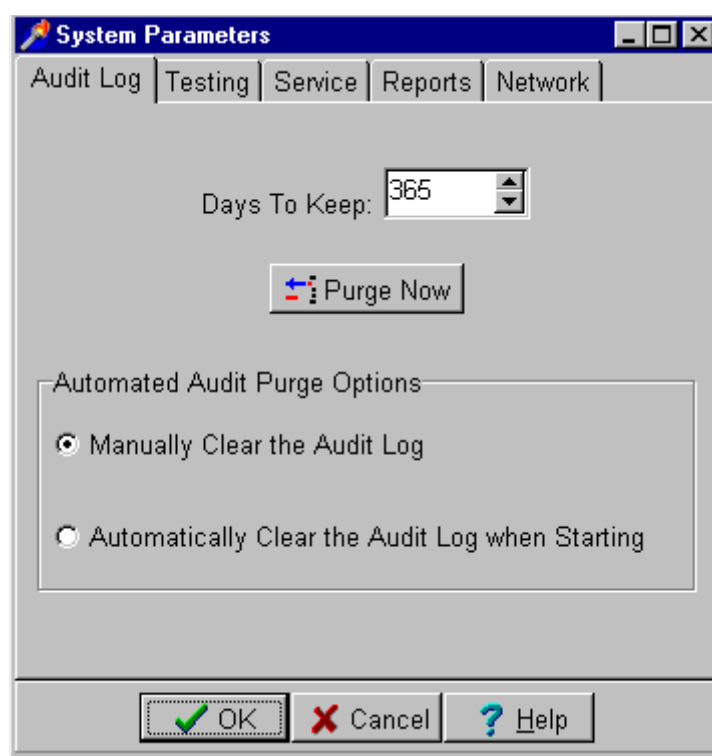 System Parameters
Audit Log Testing Service Reports Network
Days To Keep: 365
Purge Now
Automated Audit Purge Options
Manually Clear the Audit Log
Automatically Clear the Audit Log when Starting
OK Cancel Help